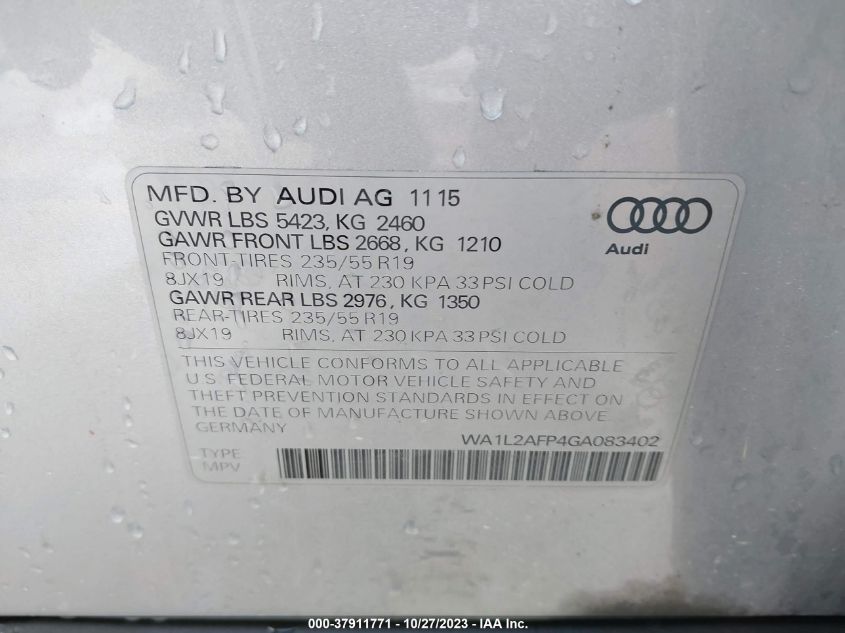 MFD. BY AUDI AG 11 15
GVWR LBS 5423, KG 2460
GAWR FRONT LBS 2668, KG 1210
FRONT-TIRES 235/55 R19
8JX19 RIMS, AT 230 KPA 33 PSI COLD
GAWR REAR LBS 2976, KG 1350
REAR-TIRES 235/55 R19
8JX19 RIMS, AT 230 KPA 33 PSI COLD
Audi
THIS VEHICLE CONFORMS TO ALL APPLICABLE
U.S. FEDERAL MOTOR VEHICLE SAFETY AND
THEFT PREVENTION STANDARDS IN EFFECT ON
THE DATE OF MANUFACTURE SHOWN ABOVE
GERMANY
WA1L2AFP4GA083402
TYPE
MPV
000-37911771 - 10/27/2023 - IAA Inc.